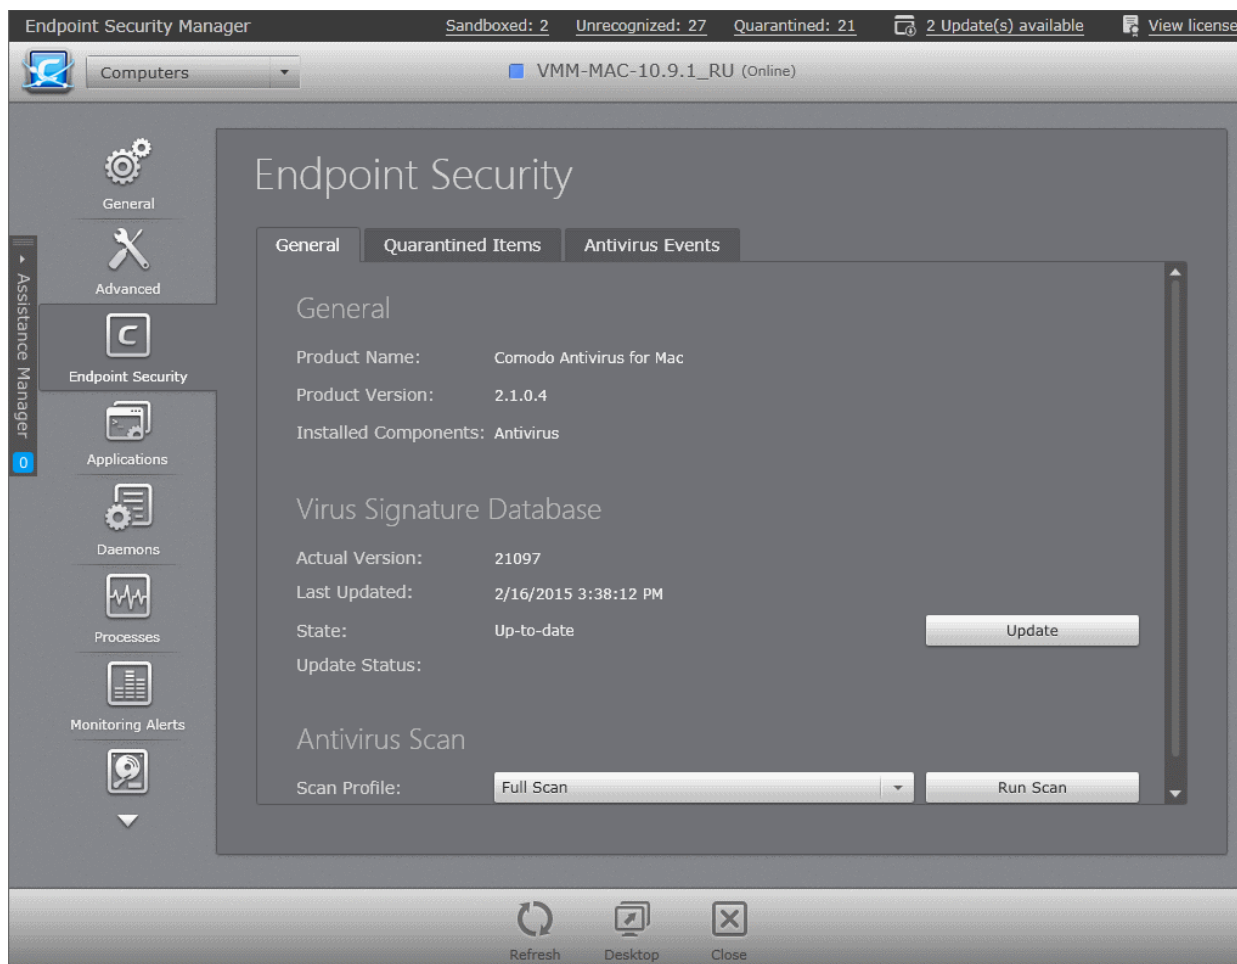 Endpoint Security Manager Sandboxed: 2 Unrecognized: 27 Quarantined: 21 2 Update(s) available View license
Computers VMM-MAC-10.9.1_RU (Online)
General
Advanced
Endpoint Security
Applications
Daemons
Processes
Monitoring Alerts
Assistance Manager
0
Endpoint Security
General Quarantined Items Antivirus Events
General
Product Name: Comodo Antivirus for Mac
Product Version: 2.1.0.4
Installed Components: Antivirus
Virus Signature Database
Actual Version: 21097
Last Updated: 2/16/2015 3:38:12 PM
State: Up-to-date Update
Update Status:
Antivirus Scan
Scan Profile: Full Scan Run Scan
Refresh Desktop Close